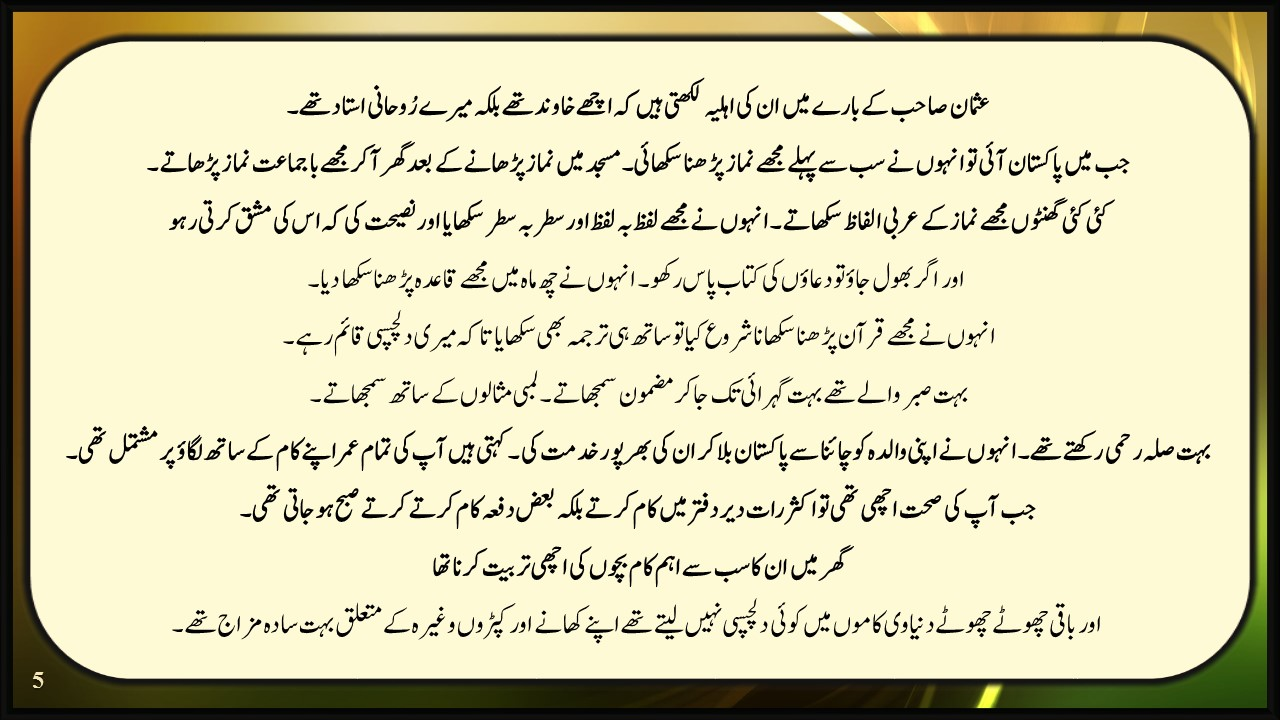 عثمان صاحب کے بارے میں ان کی اہلیہ لکھتی ہیں کہ اچھے خاوند تھے بلکہ میرے رُوحانی استاد تھے۔
جب میں پاکستان آئی تو انہوں نے سب سے پہلے مجھے نماز پڑھنا سکھائی۔ مسجد میں نماز پڑھانے کے بعد گھر آکر مجھے باجماعت نماز پڑھاتے۔
کئی کئی گھنٹوں مجھے نماز کے عربی الفاظ سکھاتے۔ انہوں نے مجھے لفظ بہ لفظ اور سطر بہ سطر سکھایا اور نصیحت کی کہ اس کی مشق کرتی رہو
اور اگر بھول جاؤ تو دعاؤں کی کتاب پاس رکھو۔ انہوں نے چھ ماہ میں مجھے قاعدہ پڑھنا سکھا دیا۔
انہوں نے مجھے قرآن پڑھنا سکھانا شروع کیا تو ساتھ ہی ترجمہ بھی سکھایا تاکہ میری دلچسپی قائم رہے۔
بہت صبر والے تھے بہت گہرائی تک جاکر مضمون سمجھاتے۔ لمبی مثالوں کے ساتھ سمجھاتے۔
بہت صلہ رحمی رکھتے تھے۔ انہوں نے اپنی والدہ کو چائنا سے پاکستان بلا کر ان کی بھرپور خدمت کی۔ کہتی ہیں آپ کی تمام عمر اپنے کام کے ساتھ لگاؤ پر مشتمل تھی۔
جب آپ کی صحت اچھی تھی تو اکثر رات دیر دفتر میں کام کرتے بلکہ بعض دفعہ کام کرتے کرتے صبح ہو جاتی تھی۔
گھر میں ان کا سب سے اہم کام بچوں کی اچھی تربیت کرنا تھا
اور باقی چھوٹے چھوٹے دنیاوی کاموں میں کوئی دلچسپی نہیں لیتے تھے اپنے کھانے اور کپڑوں وغیرہ کے متعلق بہت سادہ مزاج تھے۔
5